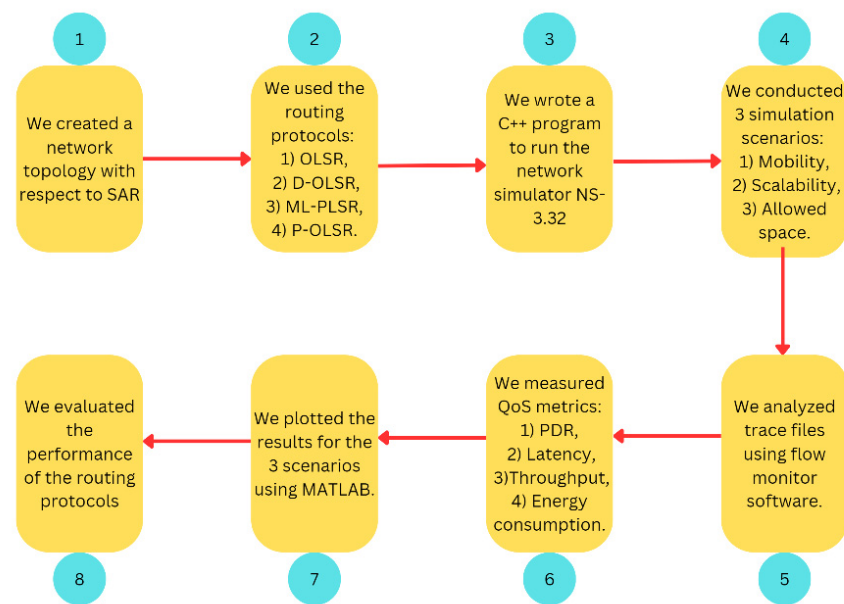 1
We created a
network
topology with
respect to SAR
2
We used the
routing
protocols:
1) OLSR,
2) D-OLSR,
3) ML-PLSR,
4) P-OLSR.
3
We wrote a
C++ program
to run the
network
simulator NS-
3.32
4
We conducted
3 simulation
scenarios:
1) Mobility,
2) Scalability,
3) Allowed
space.
We analyzed
trace files
using flow
monitor
software.
5
We measured
QoS metrics:
1) PDR,
2) Latency,
3)Throughput,
4) Energy
consumption.
6
We plotted the
results for the
3 scenarios
using MATLAB.
7
We evaluated
the
performance
of the routing
protocols
8